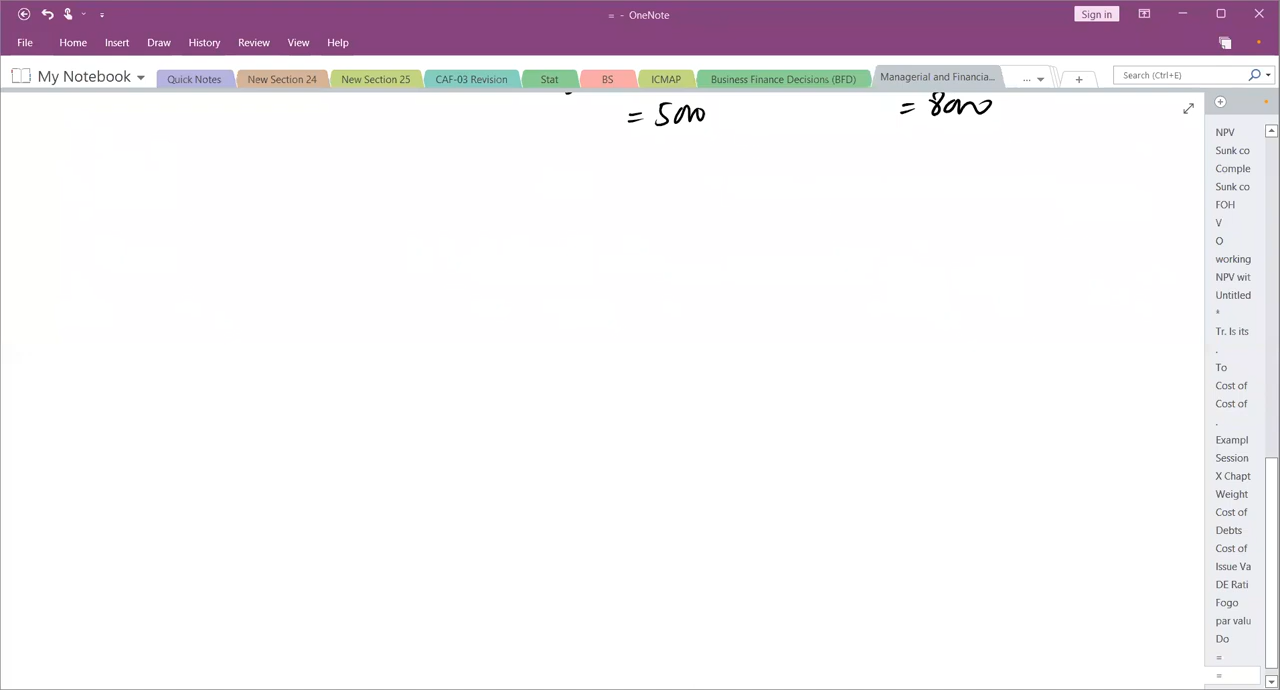 = - OneNote
Sign in
File Home Insert Draw History Review View Help
My Notebook
Quick Notes New Section 24 New Section 25 CAF-03 Revision Stat BS ICMAP Business Finance Decisions (BFD) Managerial and Financia... ...
Search (Ctrl+E)
= 5000 = 8000
NPV
Sunk co
Comple
Sunk co
FOH
V
O
working
NPV wit
Untitled
*
Tr. Is its
.
To
Cost of
Cost of
.
Exampl
Session
X Chapt
Weight
Cost of
Debts
Cost of
Issue Va
DE Rati
Fogo
par valu
Do
=
=